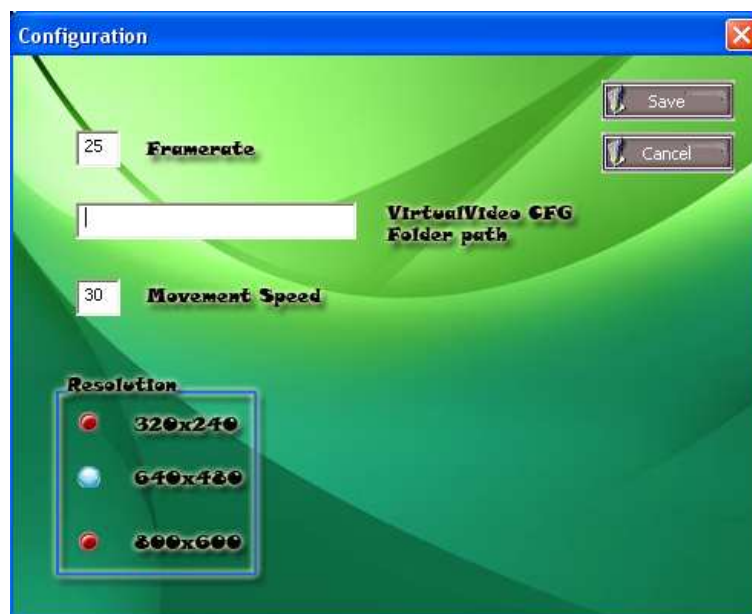 Configuration
Save
25 Framerate
Cancel
VirtualVideo CFG
Folder path
30 Movement Speed
Resolution
320x240
640x480
800x600